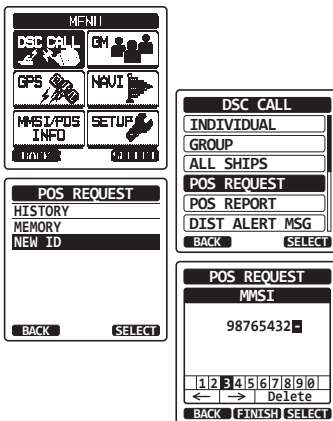 MENU
DSC CALL
GM
GPS
NAVI
MMSI/POS
INFO
SETUP
DSC CALL
INDIVIDUAL
GROUP
ALL SHIPS
POS REQUEST
POS REPORT
DIST ALERT MSG
BACK SELECT
POS REQUEST
HISTORY
MEMORY
NEW ID
BACK SELECT
POS REQUEST
MMSI
98765432-
1 2 3 4 5 6 7 8 9 0
← → Delete
BACK FINISH SELECT